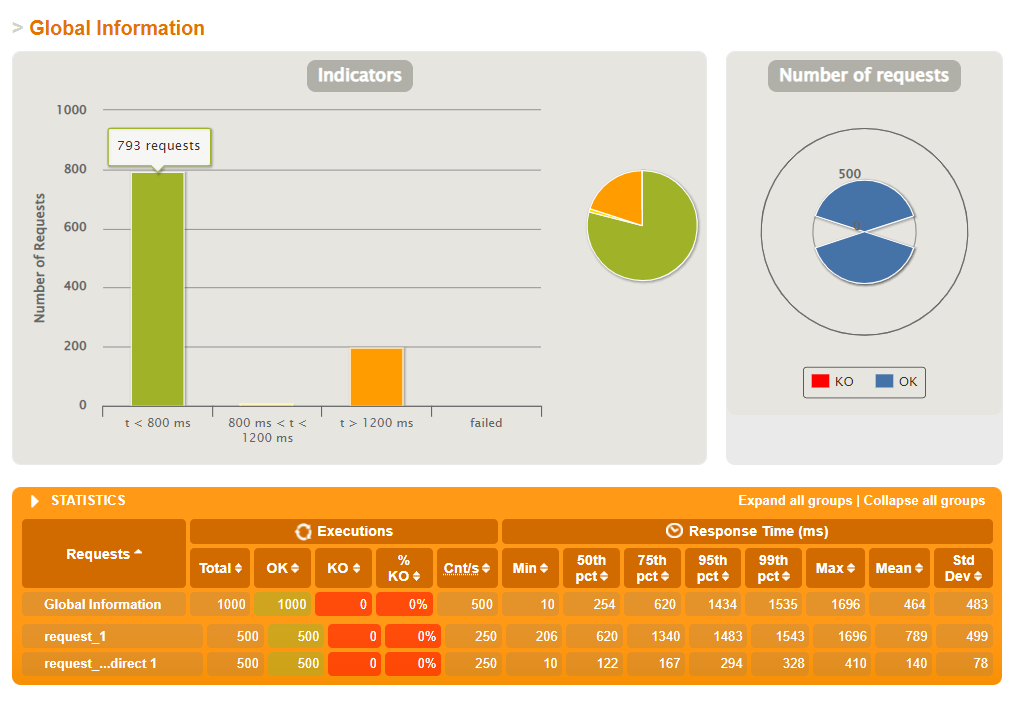 > Global Information
Indicators
Number of requests
1000
800
600
400
200
0
Number of Requests
793 requests
t < 800 ms
800 ms < t <
1200 ms
t > 1200 ms
failed
500
KO OK
STATISTICS Expand all groups | Collapse all groups
Requests Executions Response Time (ms)
Total OK KO % KO Cnt/s Min 50th pct 75th pct 95th pct 99th pct Max Mean Std Dev
Global Information 1000 1000 0 0% 500 10 254 620 1434 1535 1696 464 483
request_1 500 500 0 0% 250 206 620 1340 1483 1543 1696 789 499
request_...direct 1 500 500 0 0% 250 10 122 167 294 328 410 140 78